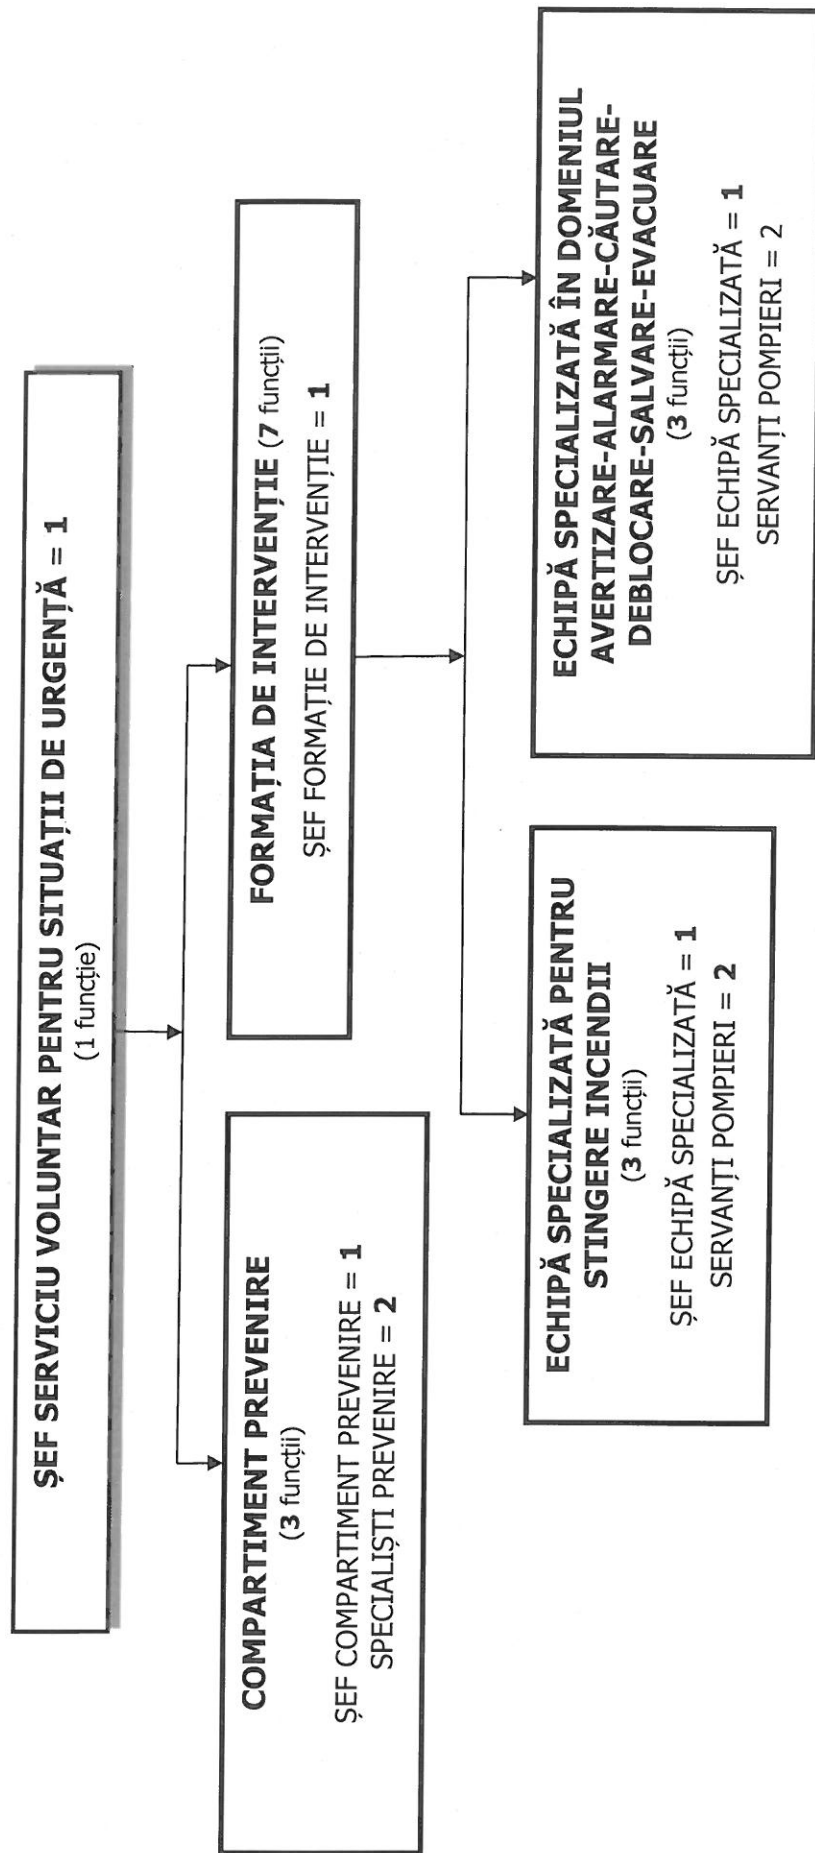 ȘEF SERVICIU VOLUNTAR PENTRU SITUAȚII DE URGENȚĂ = 1
(1 funcție)
COMPARTIMENT PREVENIRE
(3 funcții)
ȘEF COMPARTIMENT PREVENIRE = 1
SPECIALIȘTI PREVENIRE = 2
FORMAȚIA DE INTERVENȚIE (7 funcții)
ȘEF FORMAȚIE DE INTERVENȚIE = 1
ECHIPĂ SPECIALIZATĂ PENTRU
STINGERE INCENDII
(3 funcții)
ȘEF ECHIPĂ SPECIALIZATĂ = 1
SERVANȚI POMPIERI = 2
ECHIPĂ SPECIALIZATĂ ÎN DOMENIUL
AVERTIZARE-ALARMARE-CĂUTARE-
DEBLOCARE-SALVARE-EVACUARE
(3 funcții)
ȘEF ECHIPĂ SPECIALIZATĂ = 1
SERVANȚI POMPIERI = 2